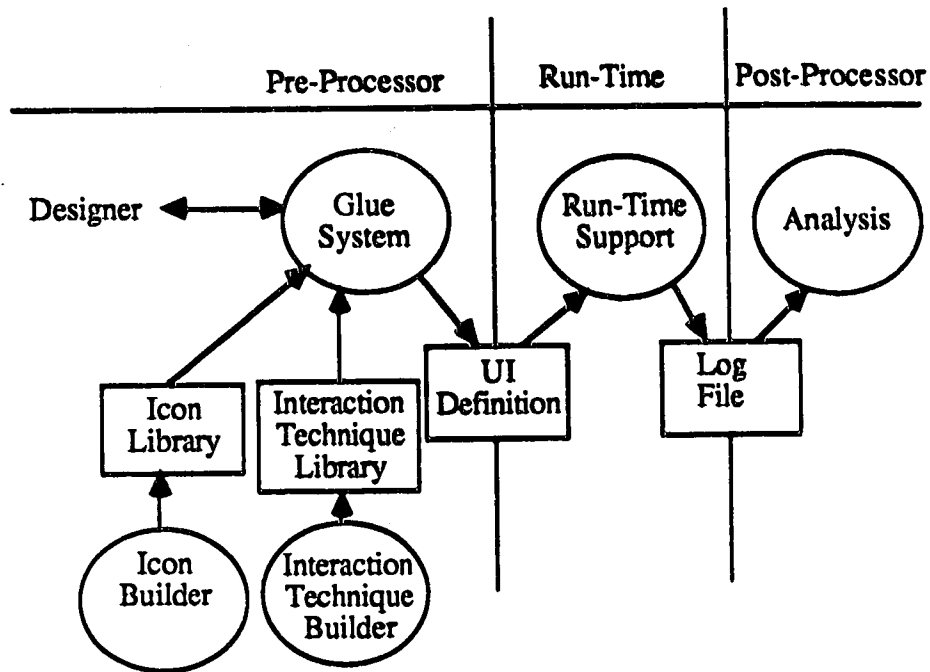 Pre-Processor
Run-Time
Post-Processor
Designer
Glue
System
Run-Time
Support
Analysis
UI
Definition
Log
File
Icon
Library
Interaction
Technique
Library
Icon
Builder
Interaction
Technique
Builder